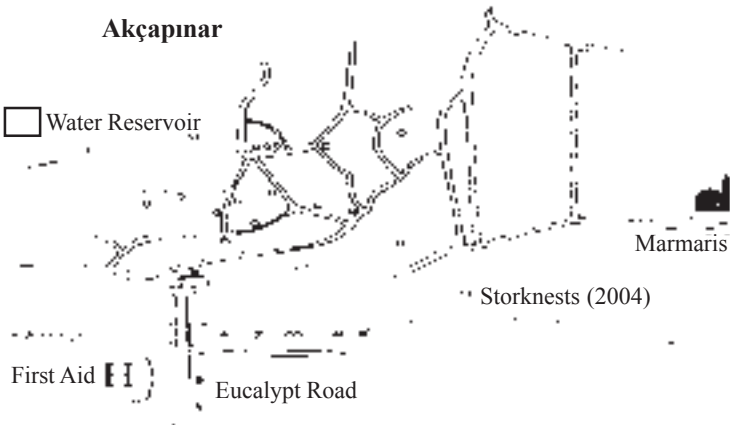 Akçapınar
Water Reservoir
Marmaris
Storknests (2004)
First Aid
Eucalypt Road